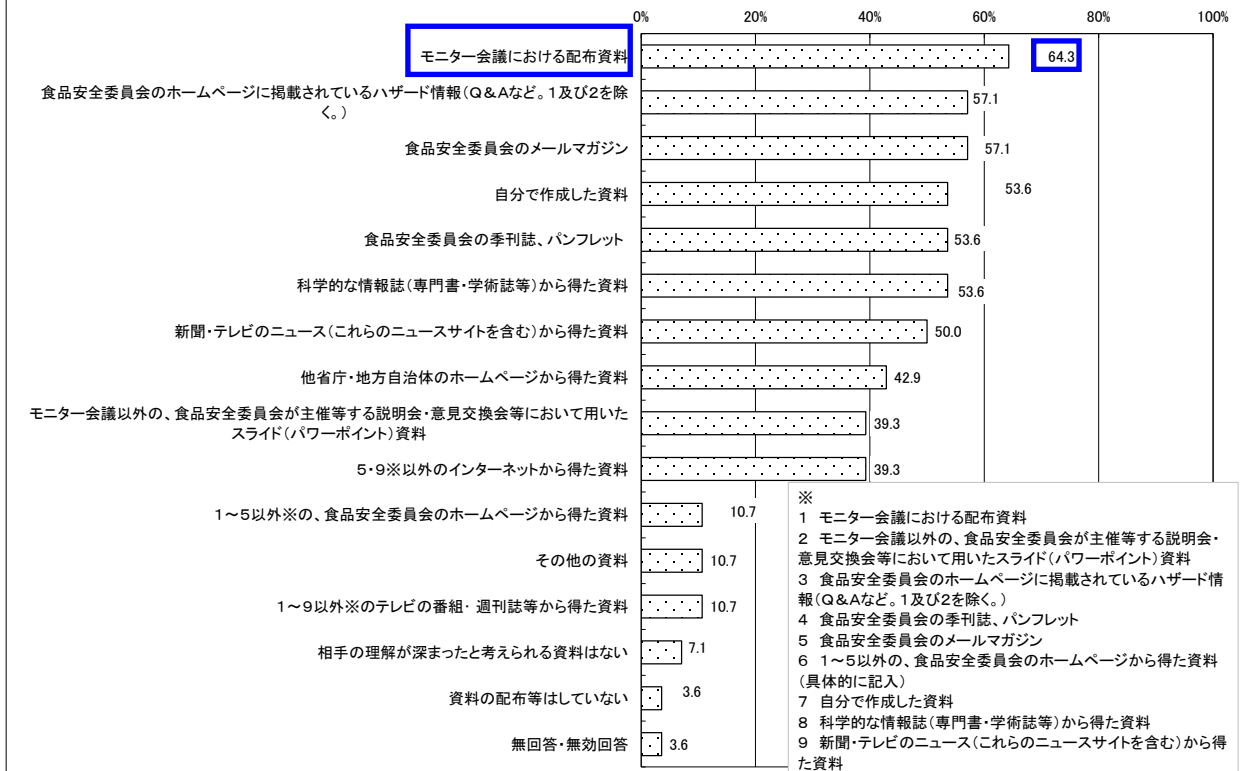 0% 20% 40% 60% 80% 100%
モニター会議における配布資料 64.3
食品安全委員会のホームページに掲載されているハザード情報(Q&Aなど。1及び2を除
く。) 57.1
食品安全委員会のメールマガジン 57.1
自分で作成した資料 53.6
食品安全委員会の季刊誌、パンフレット 53.6
科学的な情報誌(専門書・学術誌等)から得た資料 53.6
新聞・テレビのニュース(これらのニュースサイトを含む)から得た資料 50.0
他省庁・地方自治体のホームページから得た資料 42.9
モニター会議以外の、食品安全委員会が主催等する説明会・意見交換会等において用いた
スライド(パワーポイント)資料 39.3
5・9※以外のインターネットから得た資料 39.3
1~5以外※の、食品安全委員会のホームページから得た資料 10.7
その他の資料 10.7
1~9以外※のテレビの番組・ 週刊誌等から得た資料 10.7
相手の理解が深まったと考えられる資料はない 7.1
資料の配布等はしていない 3.6
無回答・無効回答 3.6
※
1 モニター会議における配布資料
2 モニター会議以外の、食品安全委員会が主催等する説明会・
意見交換会等において用いたスライド(パワーポイント)資料
3 食品安全委員会のホームページに掲載されているハザード情
報(Q&Aなど。1及び2を除く。)
4 食品安全委員会の季刊誌、パンフレット
5 食品安全委員会のメールマガジン
6 1~5以外の、食品安全委員会のホームページから得た資料
(具体的に記入)
7 自分で作成した資料
8 科学的な情報誌(専門書・学術誌等)から得た資料
9 新聞・テレビのニュース(これらのニュースサイトを含む)から得
た資料